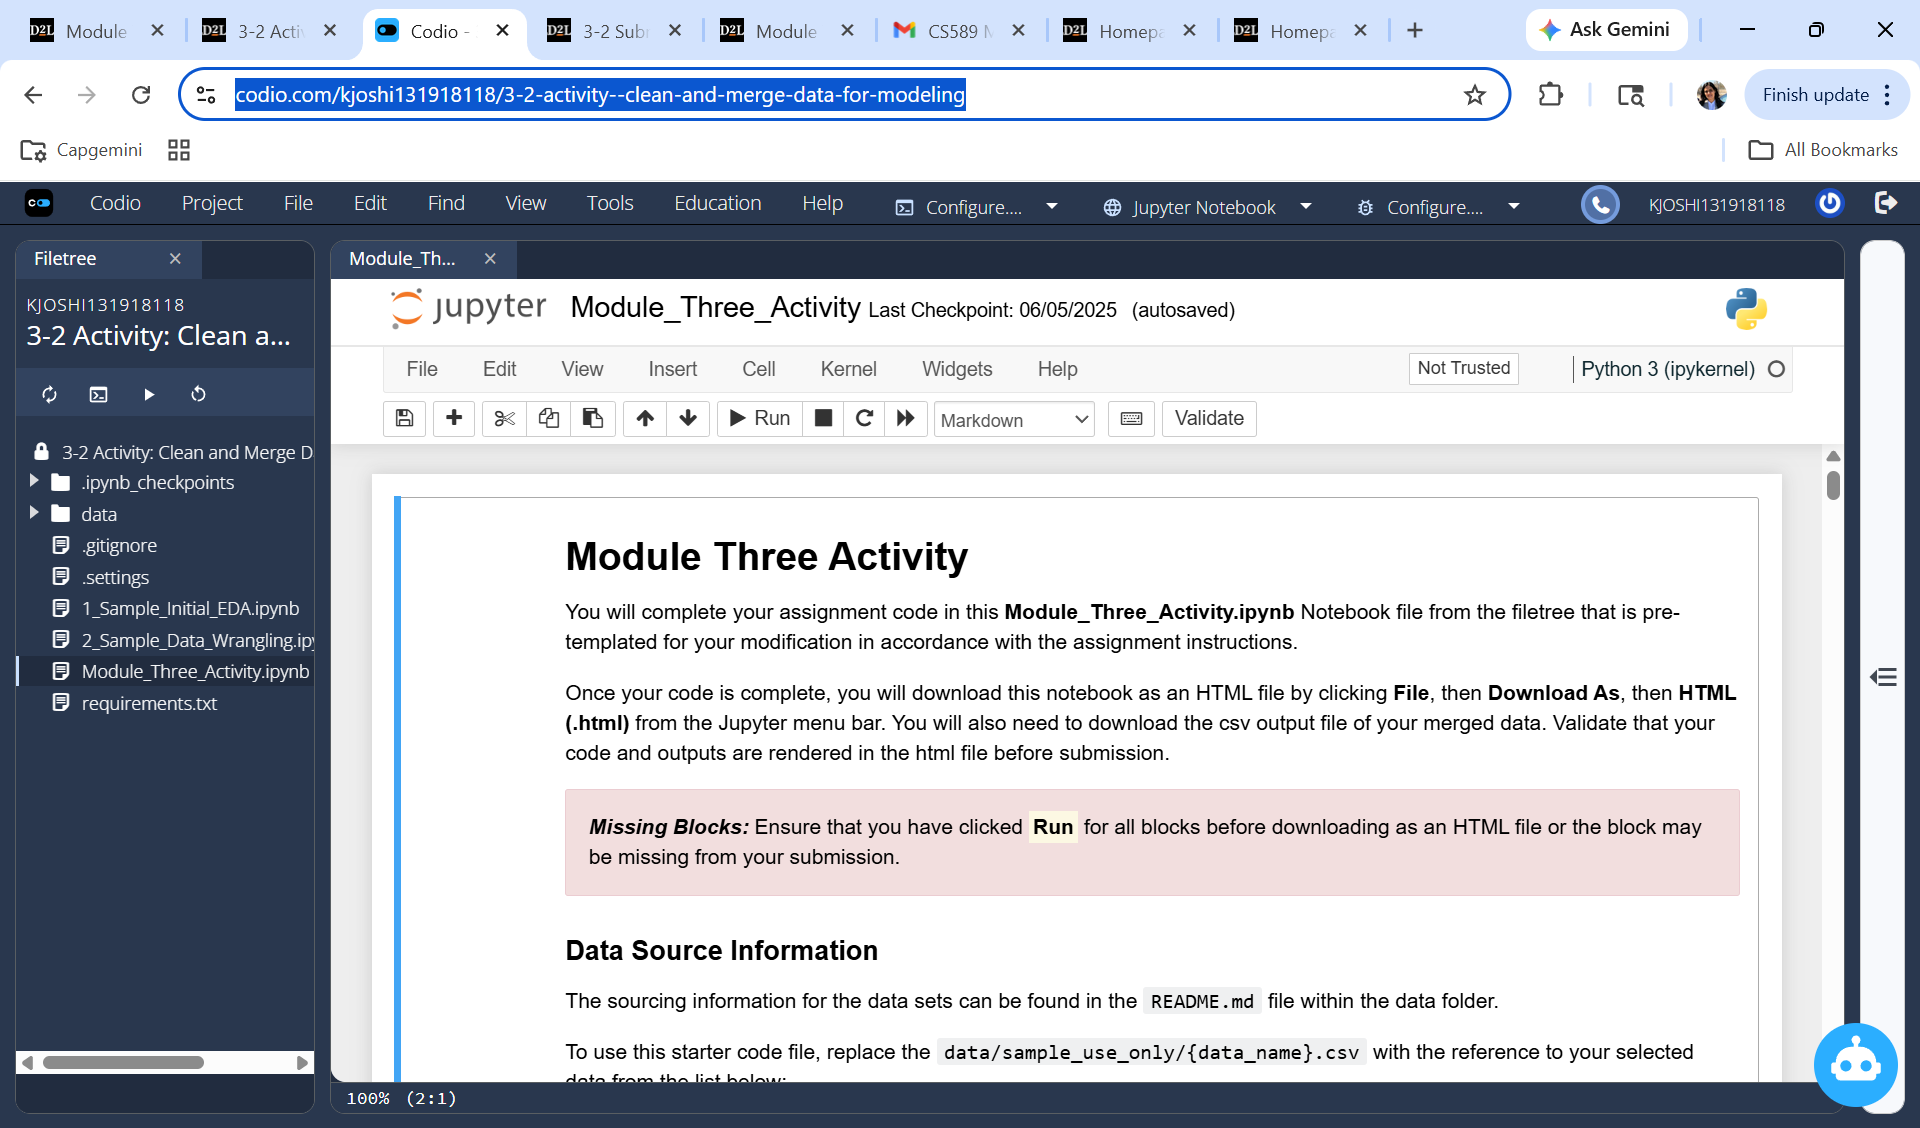 Module
3-2 Acti
Codio -
3-2 Sub
Module
CS589 M
Homepa
Homepa
Ask Gemini
codio.com/kjoshi131918118/3-2-activity--clean-and-merge-data-for-modeling
Finish update
Capgemini
All Bookmarks
Codio Project File Edit Find View Tools Education Help Configure.... Jupyter Notebook Configure.... KJOSHI131918118
Filetree
Module_Th...
KJOSHI131918118
3-2 Activity: Clean a...
jupyter Module_Three_Activity Last Checkpoint: 06/05/2025 (autosaved)
File Edit View Insert Cell Kernel Widgets Help Not Trusted Python 3 (ipykernel)
Run Markdown Validate
3-2 Activity: Clean and Merge D
.ipynb_checkpoints
data
.gitignore
.settings
1_Sample_Initial_EDA.ipynb
2_Sample_Data_Wrangling.ipy
Module_Three_Activity.ipynb
requirements.txt
Module Three Activity
You will complete your assignment code in this Module_Three_Activity.ipynb Notebook file from the filetree that is pre-
templated for your modification in accordance with the assignment instructions.
Once your code is complete, you will download this notebook as an HTML file by clicking File, then Download As, then HTML
(.html) from the Jupyter menu bar. You will also need to download the csv output file of your merged data. Validate that your
code and outputs are rendered in the html file before submission.
Missing Blocks: Ensure that you have clicked Run for all blocks before downloading as an HTML file or the block may
be missing from your submission.
Data Source Information
The sourcing information for the data sets can be found in the README.md file within the data folder.
To use this starter code file, replace the data/sample_use_only/{data_name}.csv with the reference to your selected
data from the list below:
100% (2:1)